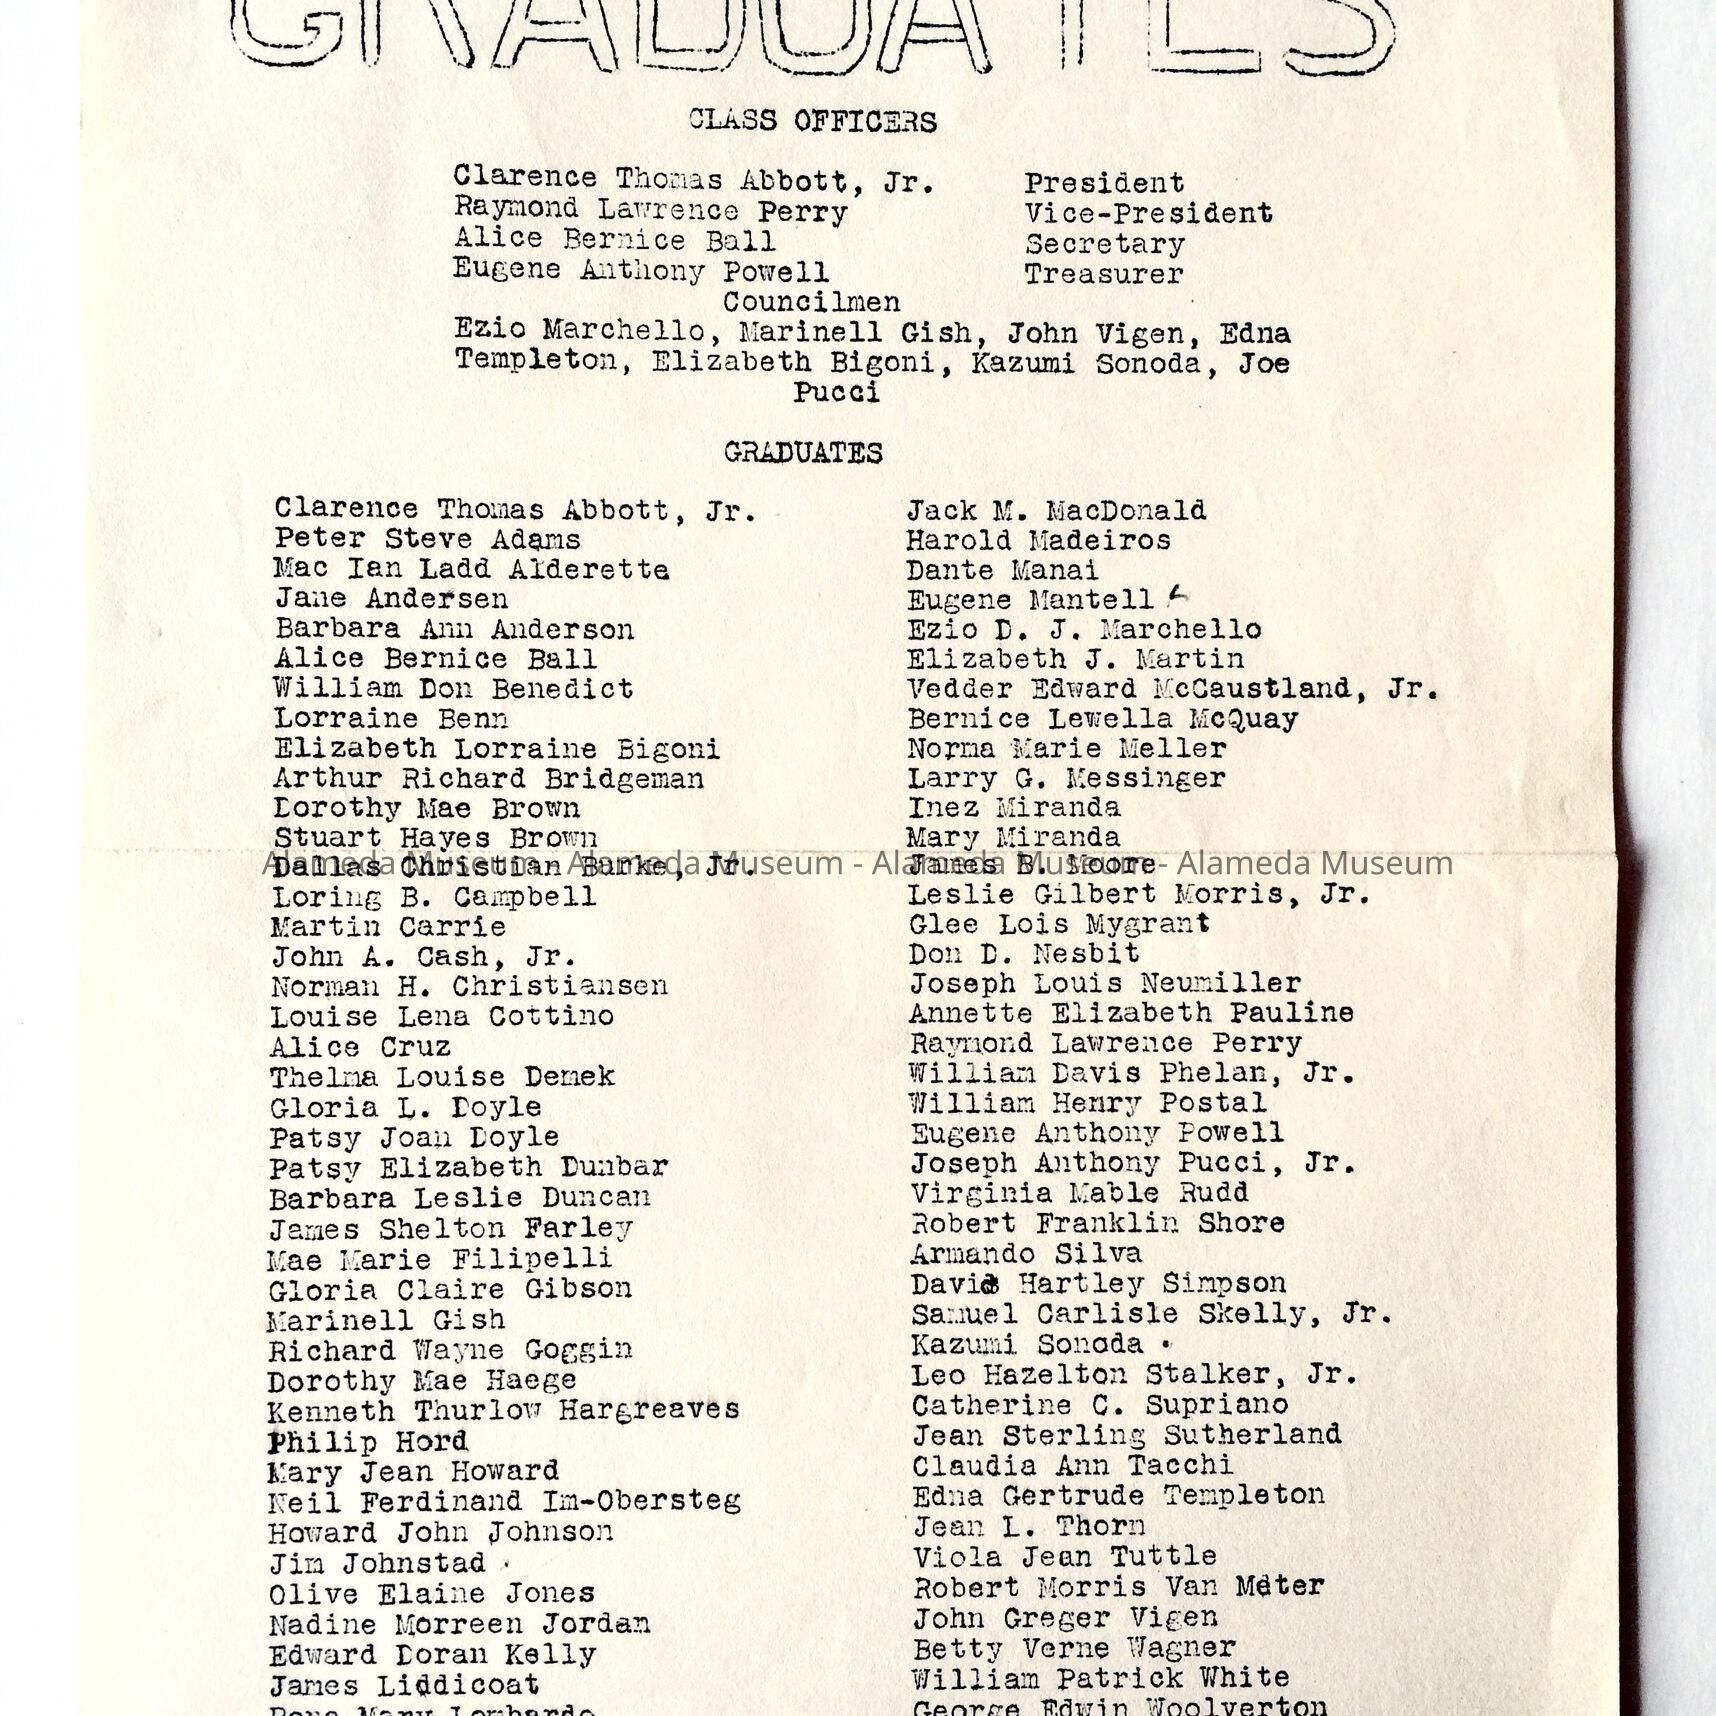 GRADUATES
CLASS OFFICERS
Clarence Thomas Abbott, Jr. President
Raymond Lawrence Perry Vice-President
Alice Bernice Ball Secretary
Eugene Anthony Powell Treasurer
Councilmen
Ezio Marchello, Marinell Gish, John Vigen, Edna
Templeton, Elizabeth Bigoni, Kazumi Sonoda, Joe
Pucci
GRADUATES
Clarence Thomas Abbott, Jr.
Peter Steve Adams
Mac Ian Ladd Alderette
Jane Andersen
Barbara Ann Anderson
Alice Bernice Ball
William Don Benedict
Lorraine Benn
Elizabeth Lorraine Bigoni
Arthur Richard Bridgeman
Dorothy Mae Brown
Stuart Hayes Brown
Dallas Christian Burke, Jr.
Loring B. Campbell
Martin Carrie
John A. Cash, Jr.
Norman H. Christiansen
Louise Lena Cottino
Alice Cruz
Thelma Louise Demek
Gloria L. Doyle
Patsy Joan Doyle
Patsy Elizabeth Dunbar
Barbara Leslie Duncan
James Shelton Farley
Mae Marie Filipelli
Gloria Claire Gibson
Marinell Gish
Richard Wayne Goggin
Dorothy Mae Haege
Kenneth Thurlow Hargreaves
Philip Hord
Mary Jean Howard
Neil Ferdinand Im-Obersteg
Howard John Johnson
Jim Johnstad
Olive Elaine Jones
Nadine Morreen Jordan
Edward Doran Kelly
James Liddicoat
Mary Lombardo
Jack M. MacDonald
Harold Madeiros
Dante Manai
Eugene Mantell
Ezio D. J. Marchello
Elizabeth J. Martin
Vedder Edward McCaustland, Jr.
Bernice Lewella McQuay
Norma Marie Meller
Larry G. Messinger
Inez Miranda
Mary Miranda
James B. Moore
Leslie Gilbert Morris, Jr.
Glee Lois Mygrant
Don D. Nesbit
Joseph Louis Neumiller
Annette Elizabeth Pauline
Raymond Lawrence Perry
William Davis Phelan, Jr.
William Henry Postal
Eugene Anthony Powell
Joseph Anthony Pucci, Jr.
Virginia Mable Rudd
Robert Franklin Shore
Armando Silva
David Hartley Simpson
Samuel Carlisle Skelly, Jr.
Kazumi Sonoda
Leo Hazelton Stalker, Jr.
Catherine C. Supriano
Jean Sterling Sutherland
Claudia Ann Tacchi
Edna Gertrude Templeton
Jean L. Thorn
Viola Jean Tuttle
Robert Morris Van Meter
John Greger Vigen
Betty Verne Wagner
William Patrick White
George Edwin Woolverton
Alameda Museum - Alameda Museum - Alameda Museum - Alameda Museum